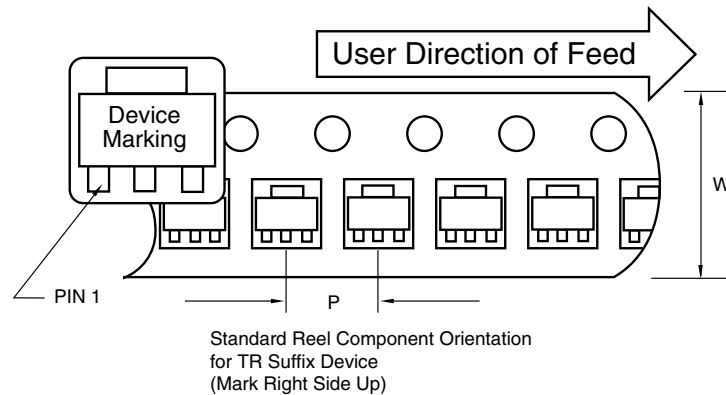 User Direction of Feed
Device
Marking
W
PIN 1
P
Standard Reel Component Orientation
for TR Suffix Device
(Mark Right Side Up)